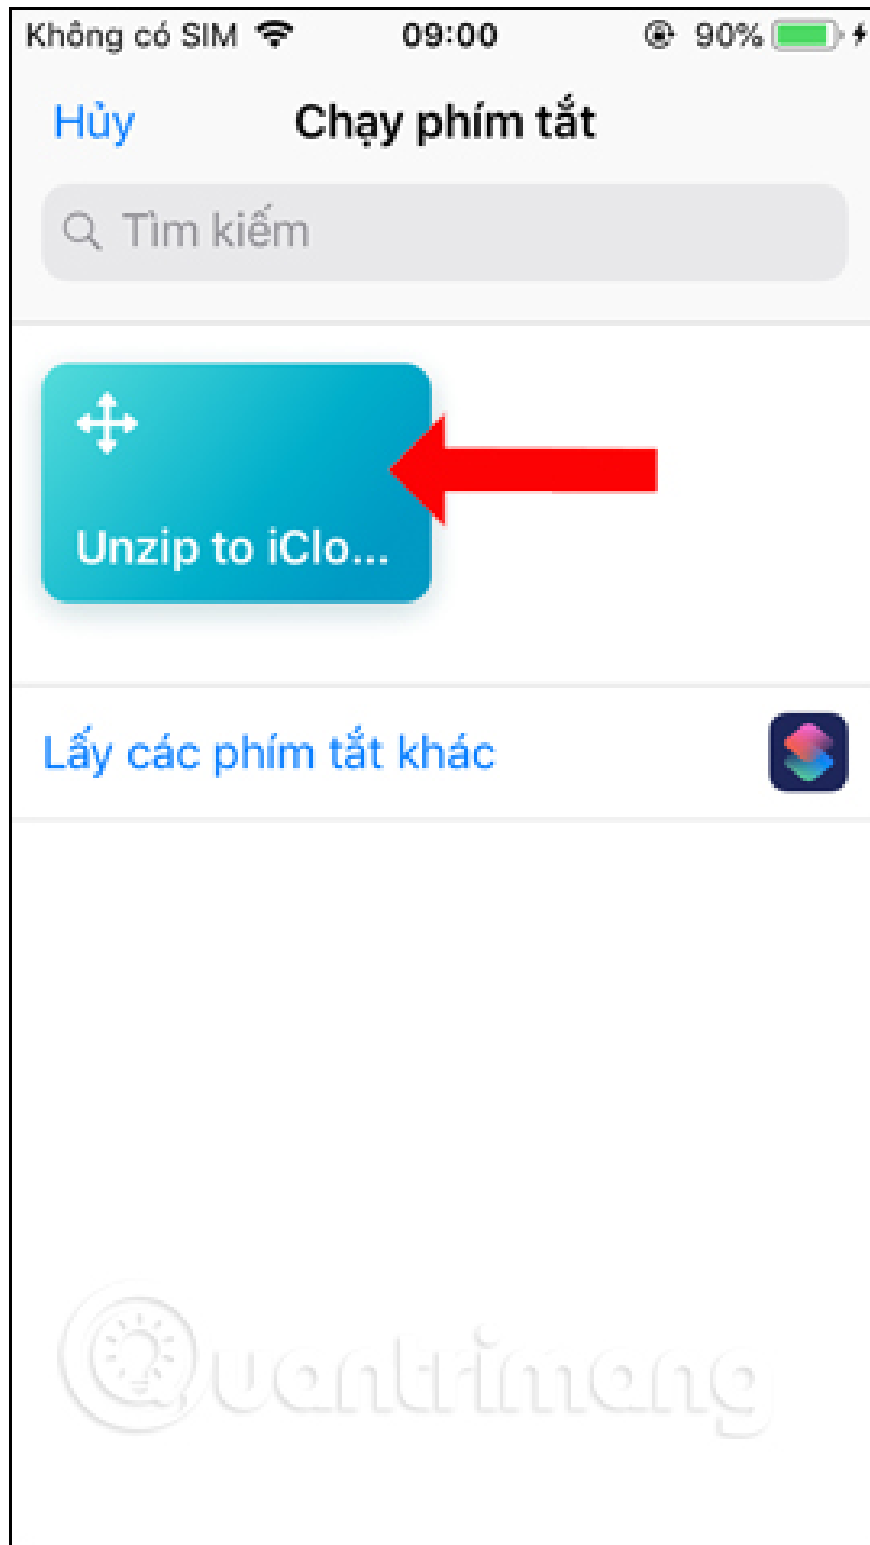 Không có SIM 09:00 90%
Hủy Chạy phím tắt
Tìm kiếm
Unzip to iClo...
Lấy các phím tắt khác
Quantrimang